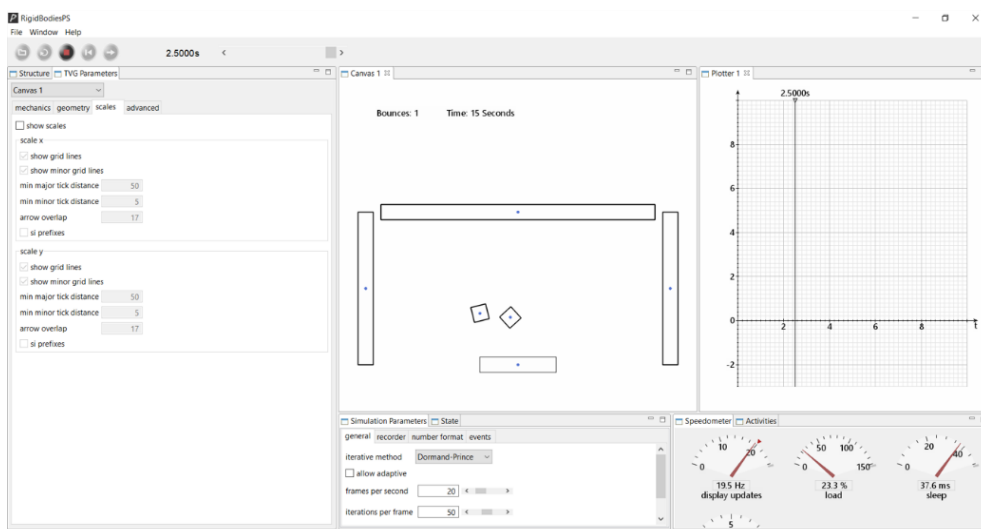 RigidBodiesPS
File Window Help
2.5000s
Structure TVG Parameters
Canvas 1
mechanics geometry scales advanced
show scales
scale x
show grid lines
show minor grid lines
min major tick distance 50
min minor tick distance 5
arrow overlap 17
si prefixes
scale y
show grid lines
show minor grid lines
min major tick distance 50
min minor tick distance 5
arrow overlap 17
si prefixes
Canvas 1
Bounces: 1 Time: 15 Seconds
Plotter 1
2.5000s
8
6
4
2
0 2 4 6 8 t
-2
Simulation Parameters State
general recorder number format events
iterative method Dormand-Prince
allow adaptive
frames per second 20
iterations per frame 50
Speedometer Activities
0 10 20
19.5 Hz
display updates
0 50 100 150
23.3 %
load
0 20 40
37.6 ms
sleep
5